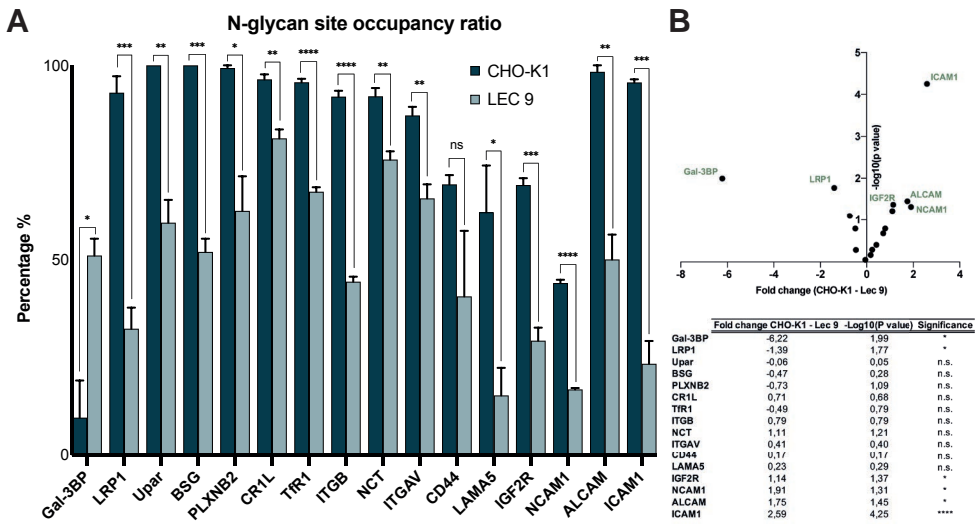 A
N-glycan site occupancy ratio
*
***
**
***
*
**
****
****
**
**
ns
*
***
****
**
***
CHO-K1
LEC 9
100
50
0
Percentage %
Gal-3BP
LRP1
Upar
BSG
PLXNB2
CR1L
TfR1
ITGB
NCT
ITGAV
CD44
LAMA5
IGF2R
NCAM1
ALCAM
ICAM1
B
5
4
3
2
1
-log10(p value)
ICAM1
Gal-3BP
LRP1
IGF2R
ALCAM
NCAM1
-8 -6 -4 -2 0 2 4
Fold change (CHO-K1 - Lec 9)
Fold change CHO-K1 - Lec 9 -Log10(P value) Significance
Gal-3BP -6,22 1,99 *
LRP1 -1,39 1,77 *
Upar -0,06 0,05 n.s.
BSG -0,47 0,28 n.s.
PLXNB2 -0,73 1,09 n.s.
CR1L 0,71 0,68 n.s.
TfR1 -0,49 0,79 n.s.
ITGB 0,79 0,79 n.s.
NCT 1,11 1,21 n.s.
ITGAV 0,41 0,40 n.s.
CD44 0,17 0,17 n.s.
LAMA5 0,23 0,29 n.s.
IGF2R 1,14 1,37 *
NCAM1 1,91 1,31 *
ALCAM 1,75 1,45 *
ICAM1 2,59 4,25 ****